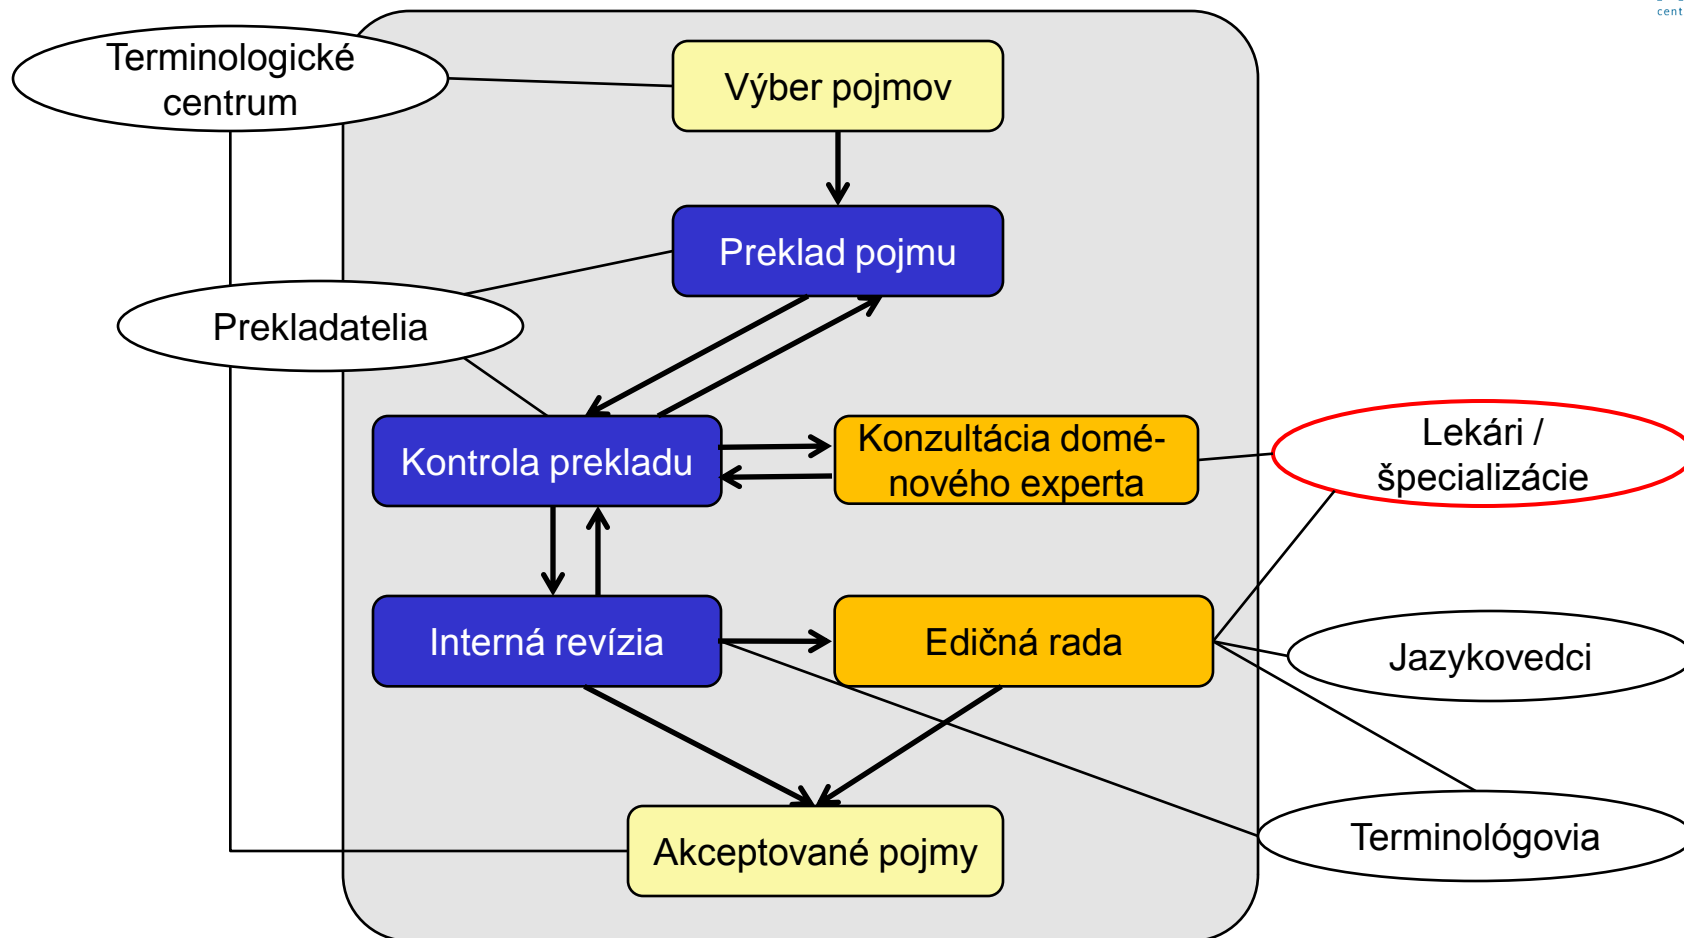 cent
Terminologické
centrum
Výber pojmov
Preklad pojmu
Prekladatelia
Kontrola prekladu
Konzultácia domé-
nového experta
Lekári /
špecializácie
Interná revízia
Edičná rada
Jazykovedci
Terminológovia
Akceptované pojmy